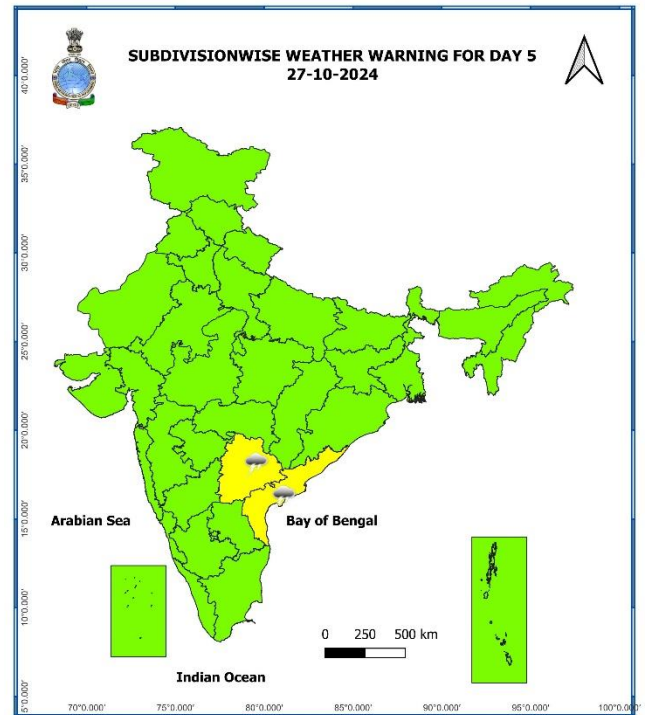 SUBDIVISIONWISE WEATHER WARNING FOR DAY 5
27-10-2024
40°0.000'
35°0.000'
30°0.000'
25°0.000'
20°0.000'
15°0.000'
10°0.000'
5°0.000'
Arabian Sea
Bay of Bengal
0 250 500 km
Indian Ocean
70°0.000' 75°0.000' 80°0.000' 85°0.000' 90°0.000' 95°0.000' 100°0.000'